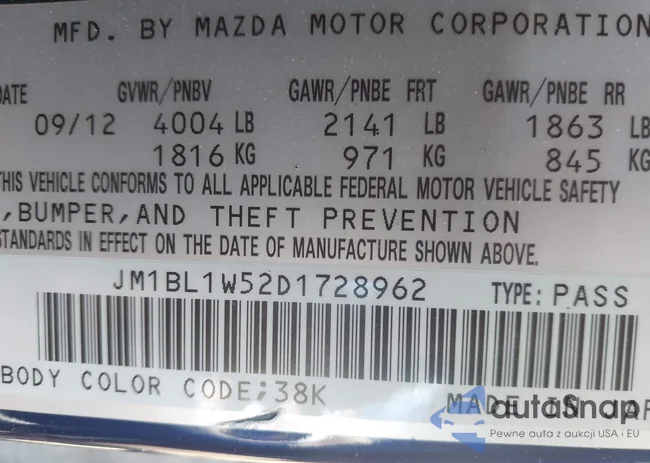 MFD. BY MAZDA MOTOR CORPORATION
DATE GVWR/PNBV GAWR/PNBE FRT GAWR/PNBE RR
09/12 4004 LB 2141 LB 1863 LB
1816 KG 971 KG 845 KG
THIS VEHICLE CONFORMS TO ALL APPLICABLE FEDERAL MOTOR VEHICLE SAFETY
,BUMPER,AND THEFT PREVENTION
STANDARDS IN EFFECT ON THE DATE OF MANUFACTURE SHOWN ABOVE.
JM1BL1W52D1728962 TYPE: PASS
BODY COLOR CODE;38K
MADE IN JAP
autoSnap
Pewne auta z aukcji USA i EU